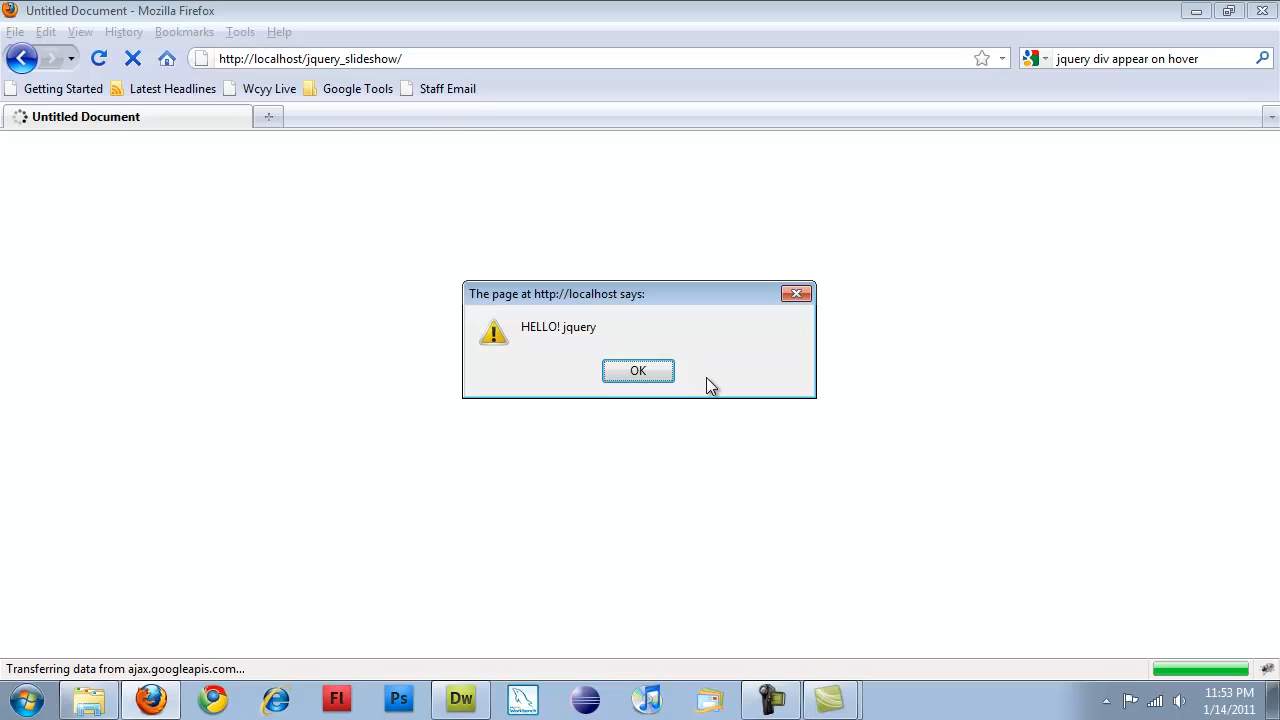 Untitled Document - Mozilla Firefox
File Edit View History Bookmarks Tools Help
http://localhost/jquery_slideshow/
jquery div appear on hover
Getting Started Latest Headlines Wcyy Live Google Tools Staff Email
Untitled Document
The page at http://localhost says:
HELLO! jquery
OK
Transferring data from ajax.googleapis.com...
Fl Ps Dw Workbench
11:53 PM
1/14/2011